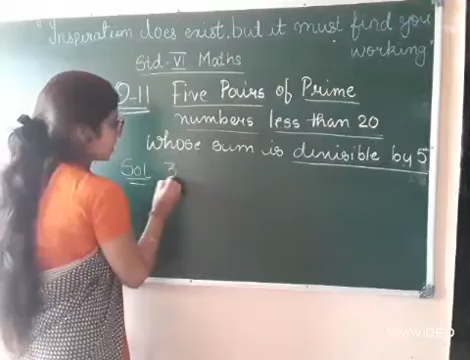 "Inspiration does exist, but it must find you
working"
Std-VI Maths
Q-11 Five Pairs of Prime
numbers less than 20
whose sum is divisible by 5
Sol 3